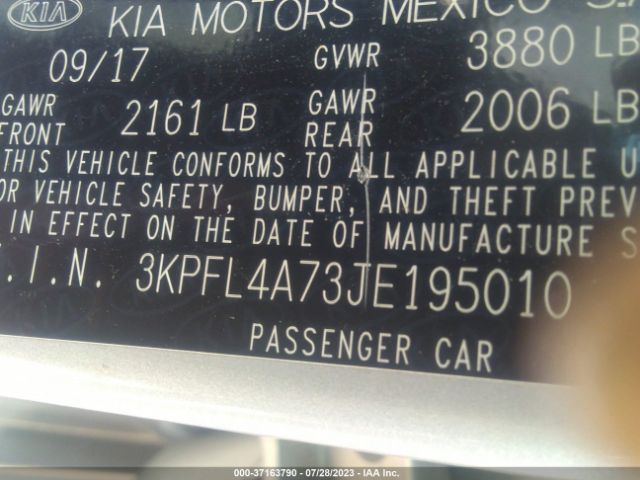 KIA KIA MOTORS MEXICO S.A
09/17 GVWR 3880 LB
GAWR FRONT 2161 LB GAWR REAR 2006 LB
THIS VEHICLE CONFORMS TO ALL APPLICABLE U
OR VEHICLE SAFETY, BUMPER, AND THEFT PREV
IN EFFECT ON THE DATE OF MANUFACTURE S
.I.N. 3KPFL4A73JE195010
PASSENGER CAR
000-37163790 - 07/28/2023 - IAA Inc.